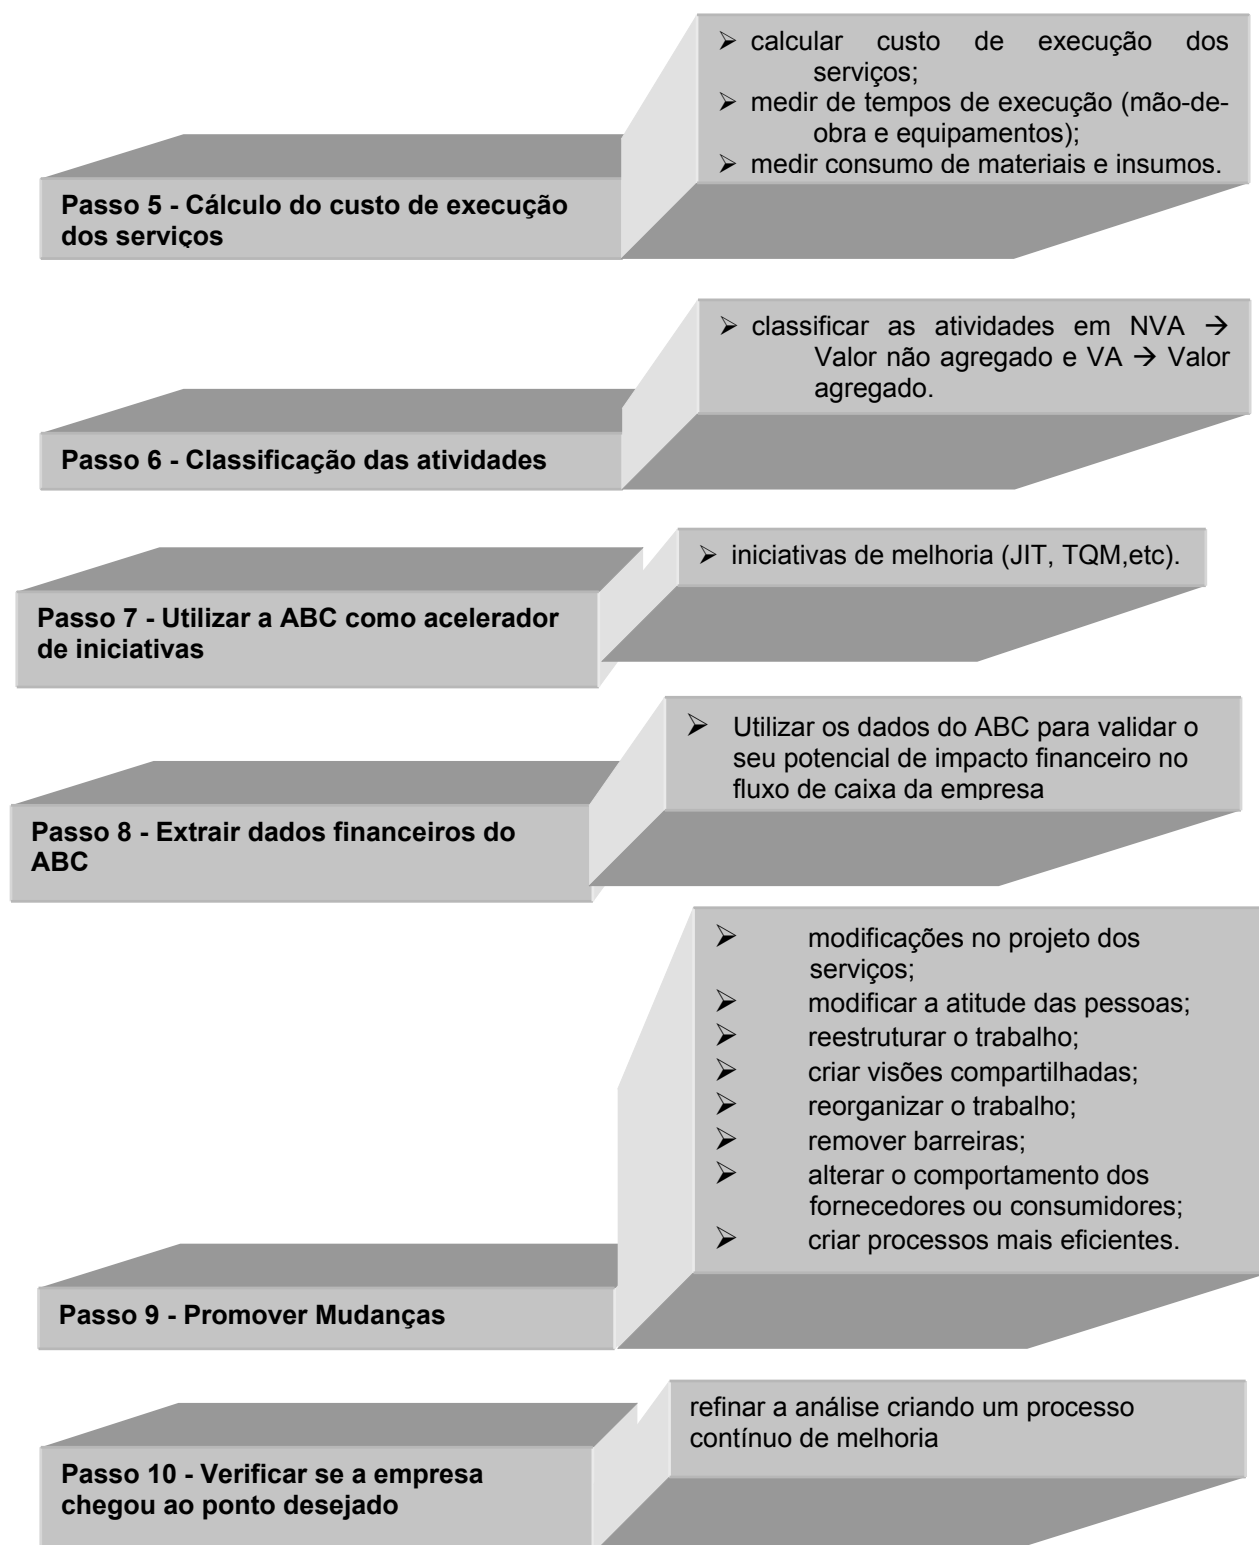 ➢ calcular custo de execução dos
serviços;
➢ medir de tempos de execução (mão-de-
obra e equipamentos);
➢ medir consumo de materiais e insumos.
Passo 5 - Cálculo do custo de execução
dos serviços
➢ classificar as atividades em NVA →
Valor não agregado e VA → Valor
agregado.
Passo 6 - Classificação das atividades
➢ iniciativas de melhoria (JIT, TQM,etc).
Passo 7 - Utilizar a ABC como acelerador
de iniciativas
➢ Utilizar os dados do ABC para validar o
seu potencial de impacto financeiro no
fluxo de caixa da empresa
Passo 8 - Extrair dados financeiros do
ABC
➢ modificações no projeto dos
serviços;
➢ modificar a atitude das pessoas;
➢ reestruturar o trabalho;
➢ criar visões compartilhadas;
➢ reorganizar o trabalho;
➢ remover barreiras;
➢ alterar o comportamento dos
fornecedores ou consumidores;
➢ criar processos mais eficientes.
Passo 9 - Promover Mudanças
refinar a análise criando um processo
contínuo de melhoria
Passo 10 - Verificar se a empresa
chegou ao ponto desejado